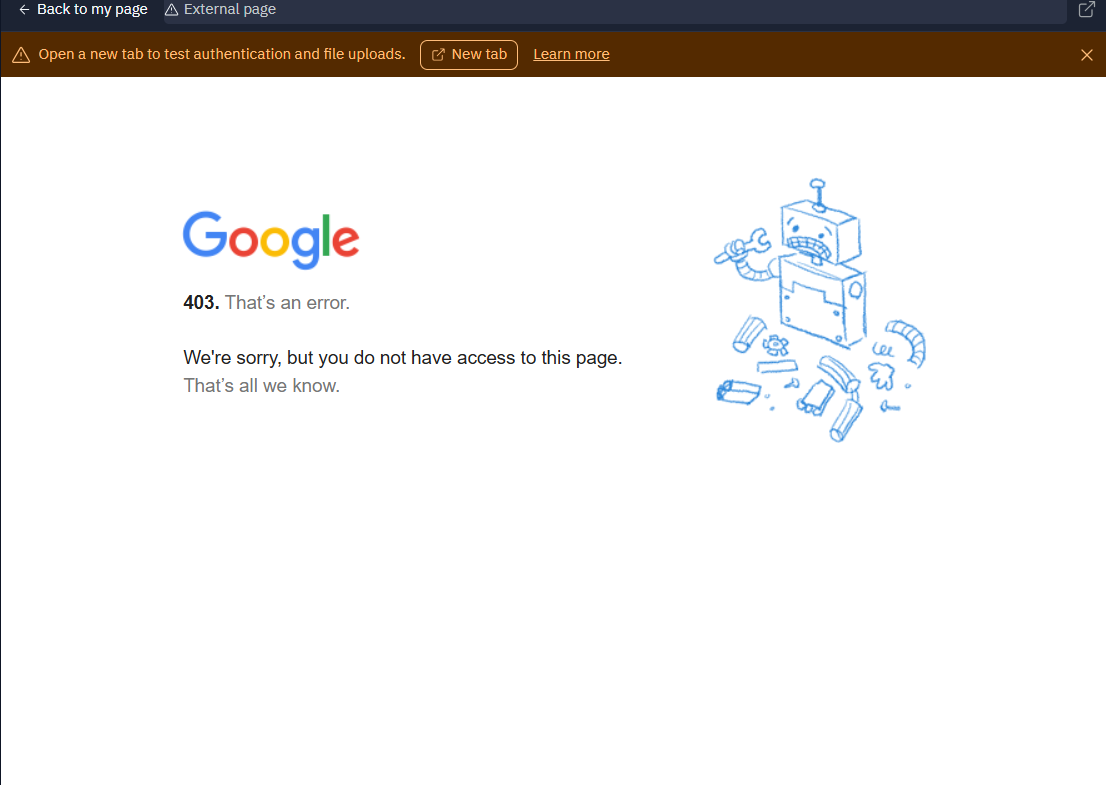 Back to my page
External page
Open a new tab to test authentication and file uploads. New tab Learn more
Google
403. That’s an error.
We're sorry, but you do not have access to this page.
That’s all we know.